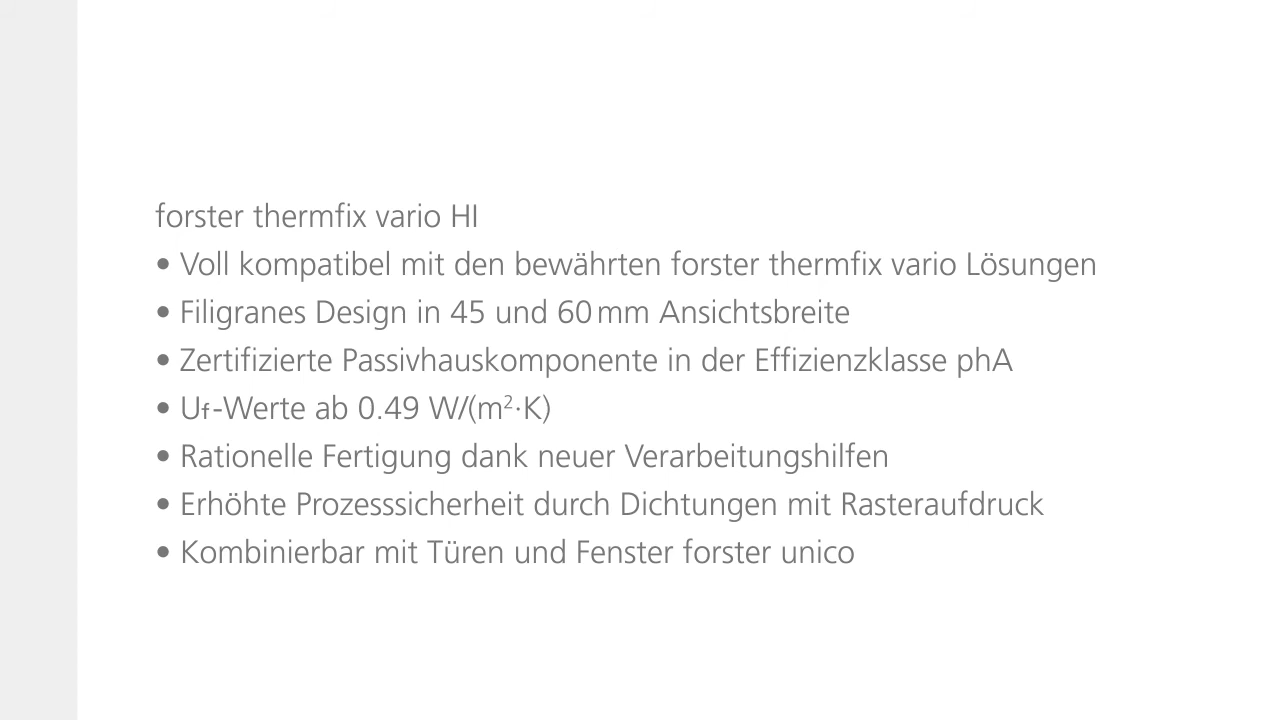 forster thermfix vario HI
• Voll kompatibel mit den bewährten forster thermfix vario Lösungen
• Filigranes Design in 45 und 60 mm Ansichtsbreite
• Zertifizierte Passivhauskomponente in der Effizienzklasse phA
• Uf-Werte ab 0.49 W/(m²·K)
• Rationelle Fertigung dank neuer Verarbeitungshilfen
• Erhöhte Prozesssicherheit durch Dichtungen mit Rasteraufdruck
• Kombinierbar mit Türen und Fenster forster unico